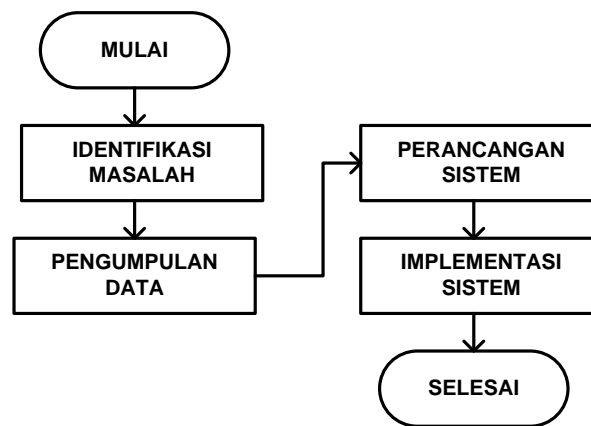 MULAI
IDENTIFIKASI
MASALAH
PENGUMPULAN
DATA
PERANCANGAN
SISTEM
IMPLEMENTASI
SISTEM
SELESAI